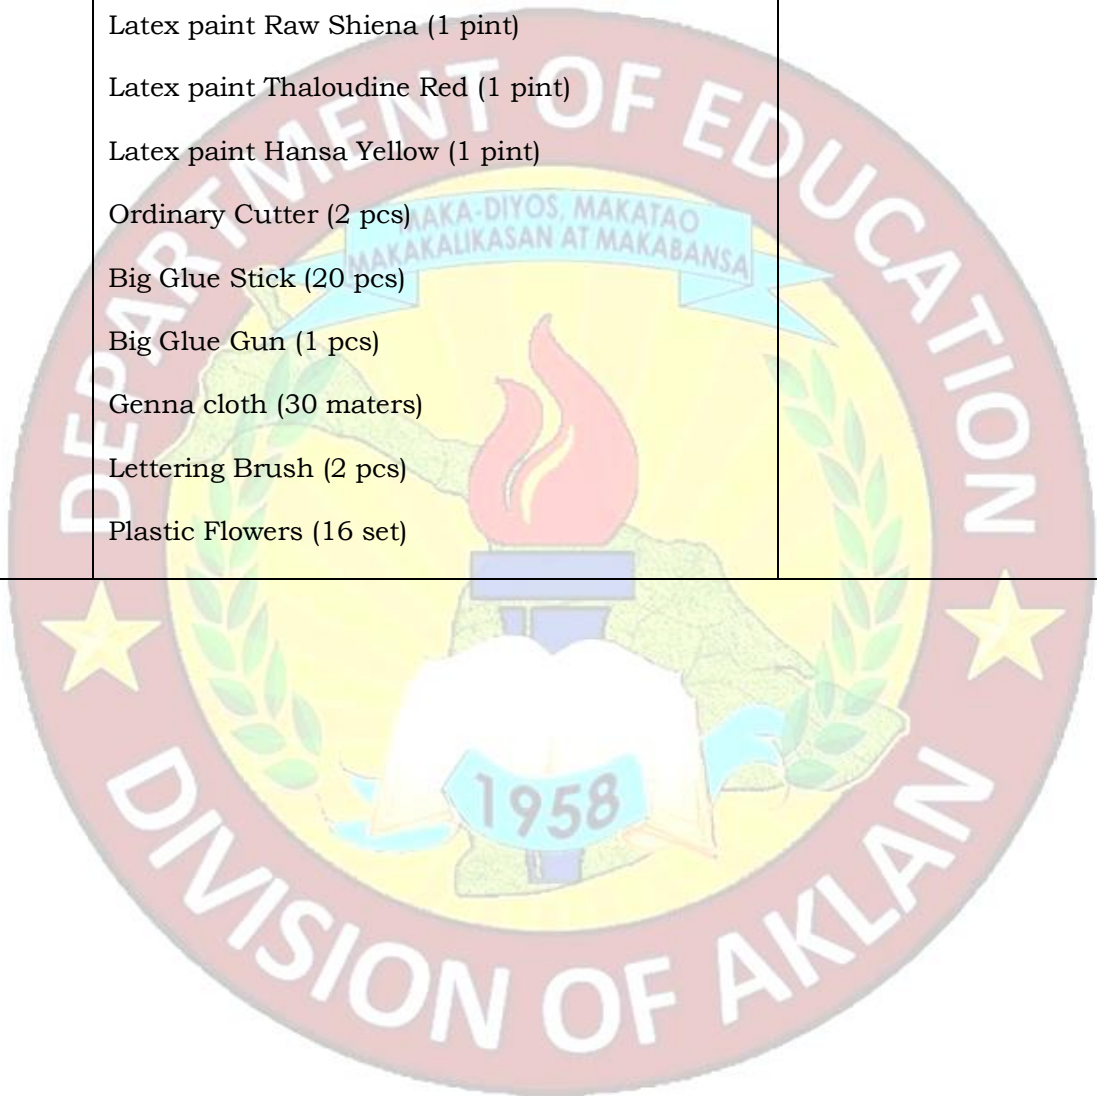 Latex paint Raw Shiena (1 pint)
Latex paint Thaloudine Red (1 pint)
Latex paint Hansa Yellow (1 pint)
Ordinary Cutter (2 pcs)
Big Glue Stick (20 pcs)
Big Glue Gun (1 pcs)
Genna cloth (30 maters)
Lettering Brush (2 pcs)
Plastic Flowers (16 set)
DEPARTMENT OF EDUCATION
MAKA-DIYOS, MAKATAO
MAKAKALIKASAN AT MAKABANSA
1958
DIVISION OF AKLAN